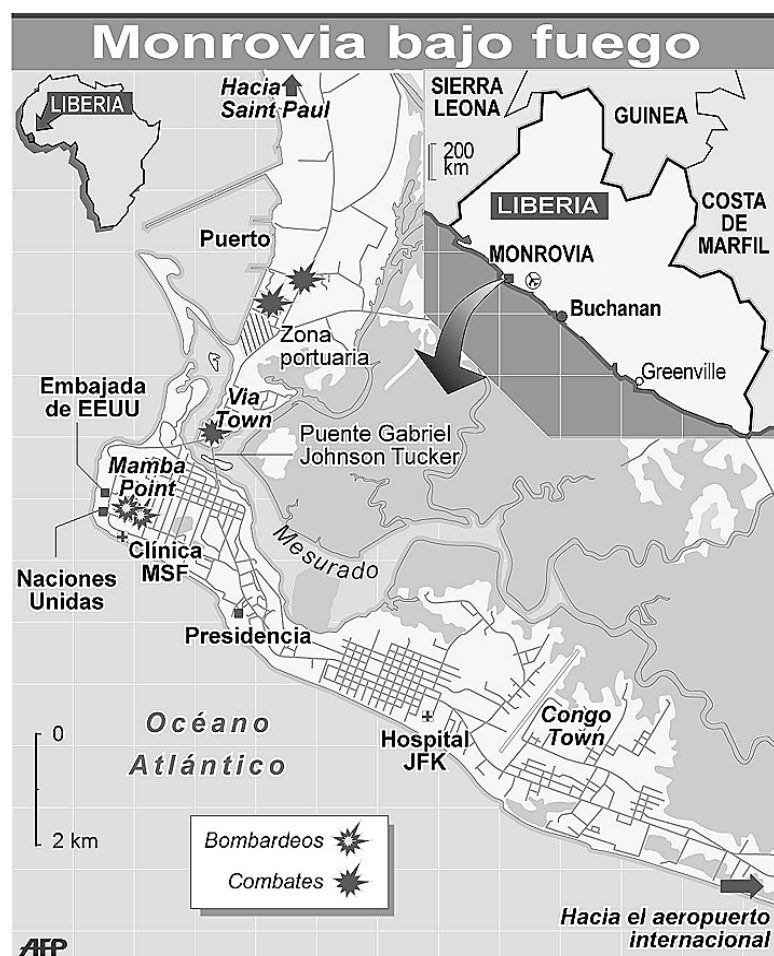 Monrovia bajo fuego
LIBERIA
Hacia
Saint Paul
SIERRA
LEONA
GUINEA
200
km
LIBERIA
COSTA
DE
MARFIL
MONROVIA
Buchanan
Greenville
Puerto
Zona
portuaria
Embajada
de EEUU
Via
Town
Puente Gabriel
Johnson Tucker
Mamba
Point
Clínica
MSF
Naciones
Unidas
Mesurado
Presidencia
Océano
Atlántico
Hospital
JFK
Congo
Town
0
2 km
Bombardeos
Combates
Hacia el aeropuerto
internacional
AFP